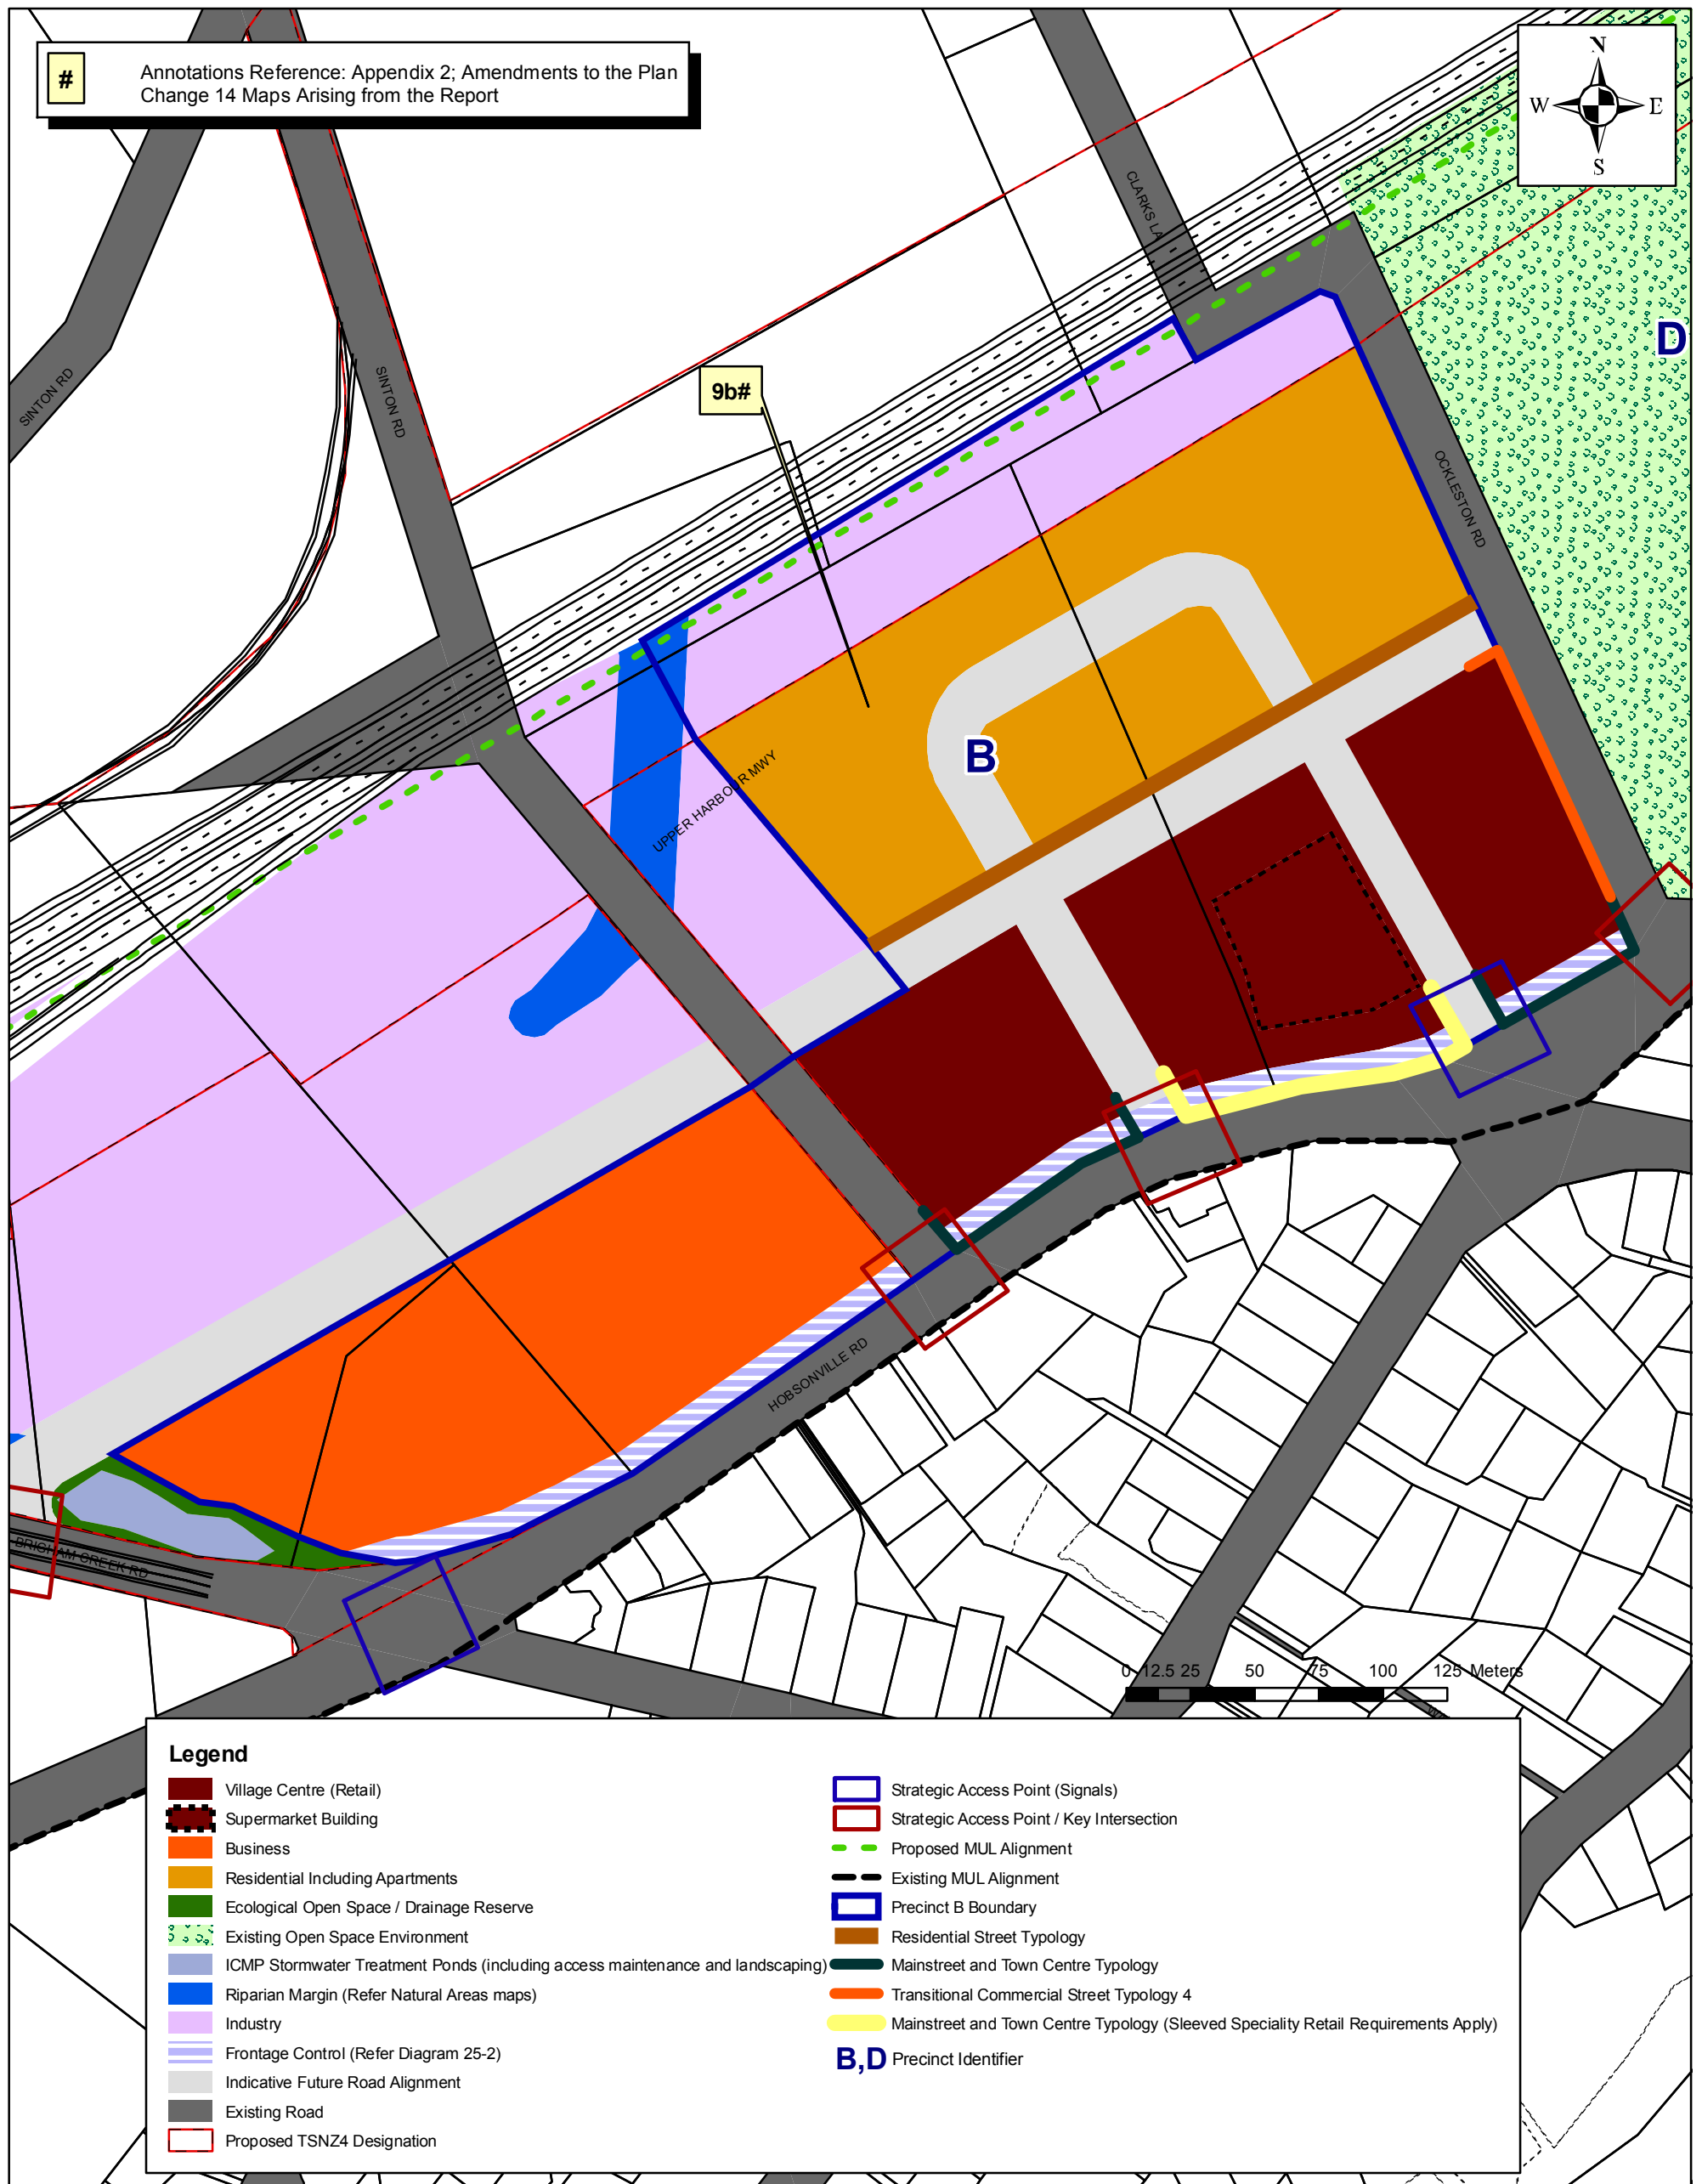 #
Annotations Reference: Appendix 2; Amendments to the Plan
Change 14 Maps Arising from the Report
N
W
E
S
CLARKS LA
SINTON RD
SINTON RD
9b#
D
OCKLESTON RD
B
UPPER HARBOUR MWY
HOBSONVILLE RD
BRIGHAM CREEK RD
0 12.5 25 50 75 100 125 Meters
Legend
Village Centre (Retail)
Supermarket Building
Business
Residential Including Apartments
Ecological Open Space / Drainage Reserve
Existing Open Space Environment
ICMP Stormwater Treatment Ponds (including access maintenance and landscaping)
Riparian Margin (Refer Natural Areas maps)
Industry
Frontage Control (Refer Diagram 25-2)
Indicative Future Road Alignment
Existing Road
Proposed TSNZ4 Designation
Strategic Access Point (Signals)
Strategic Access Point / Key Intersection
Proposed MUL Alignment
Existing MUL Alignment
Precinct B Boundary
Residential Street Typology
Mainstreet and Town Centre Typology
Transitional Commercial Street Typology 4
Mainstreet and Town Centre Typology (Sleeved Speciality Retail Requirements Apply)
B,D Precinct Identifier